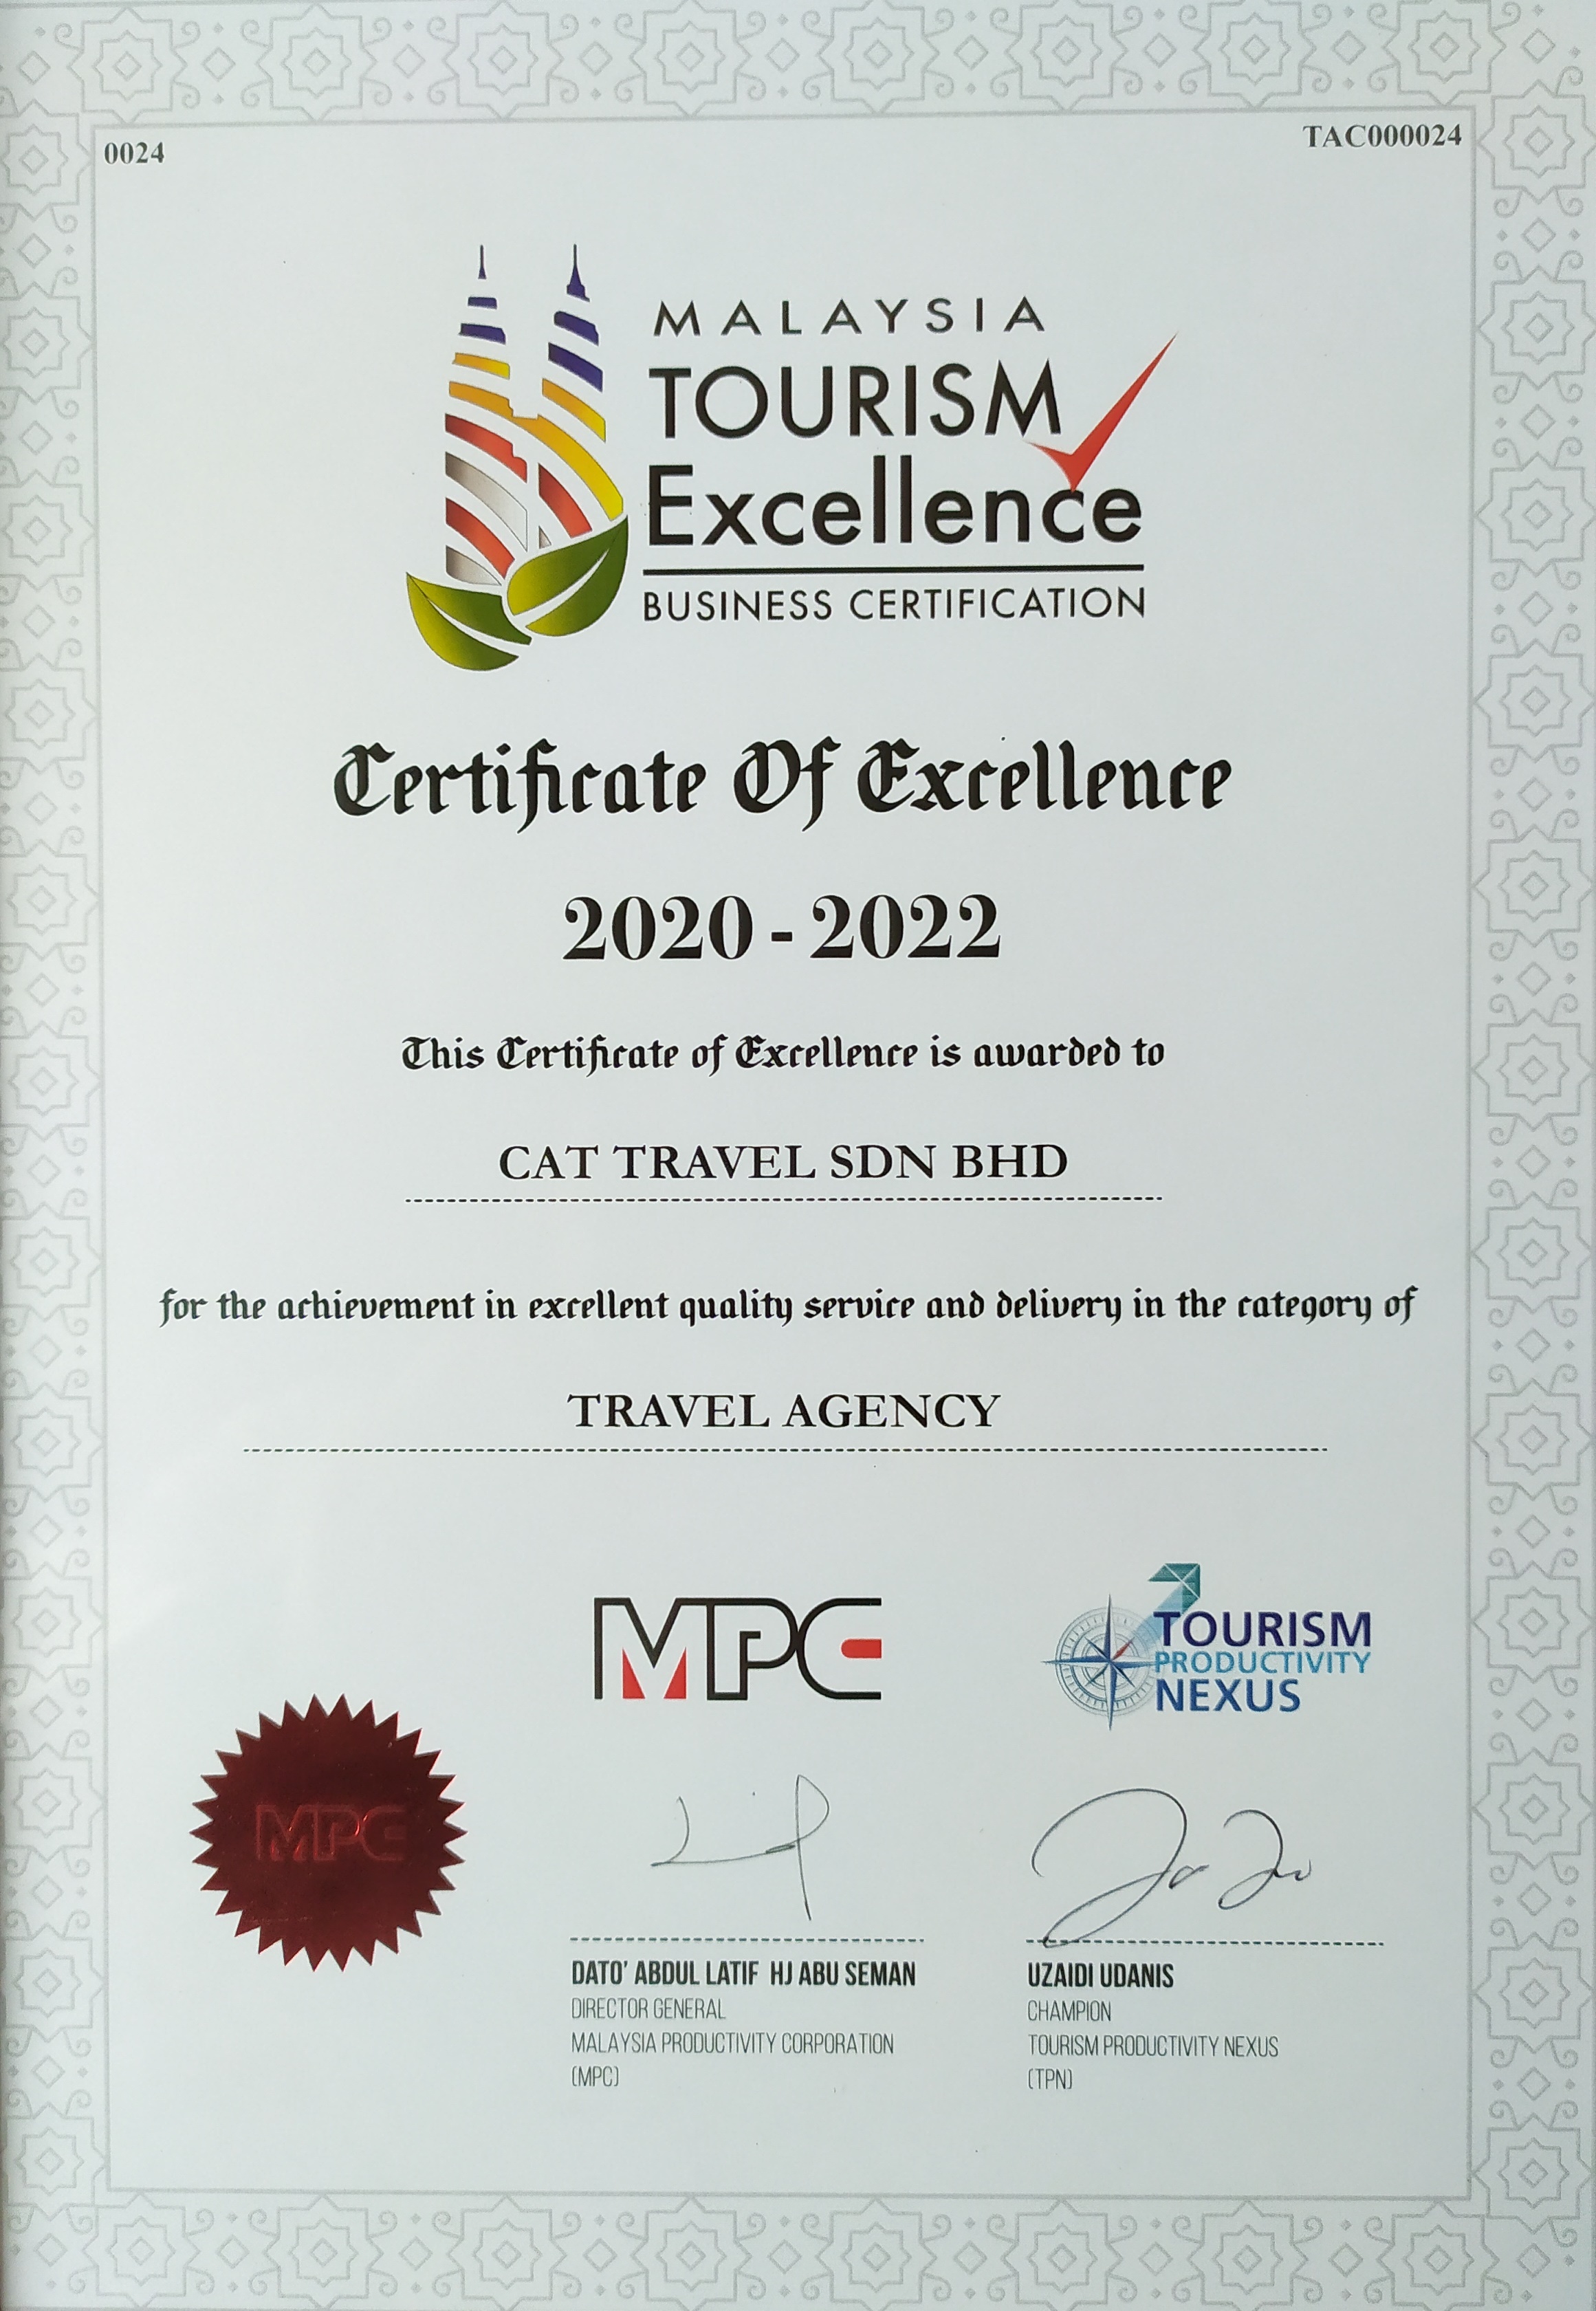 0024
TAC000024
MALAYSIA
TOURISM
Excellence
BUSINESS CERTIFICATION
Certificate Of Excellence
2020 - 2022
This Certificate of Excellence is awarded to
CAT TRAVEL SDN BHD
for the achievement in excellent quality service and delivery in the category of
TRAVEL AGENCY
MPC
TOURISM
PRODUCTIVITY
NEXUS
MPC
DATO' ABDUL LATIF HJ ABU SEMAN
DIRECTOR GENERAL
MALAYSIA PRODUCTIVITY CORPORATION
(MPC)
UZAIDI UDANIS
CHAMPION
TOURISM PRODUCTIVITY NEXUS
(TPN)